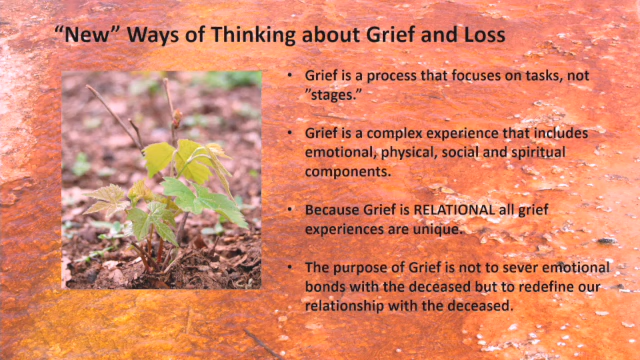 “New” Ways of Thinking about Grief and Loss
• Grief is a process that focuses on tasks, not
”stages.”
• Grief is a complex experience that includes
emotional, physical, social and spiritual
components.
• Because Grief is RELATIONAL all grief
experiences are unique.
• The purpose of Grief is not to sever emotional
bonds with the deceased but to redefine our
relationship with the deceased.